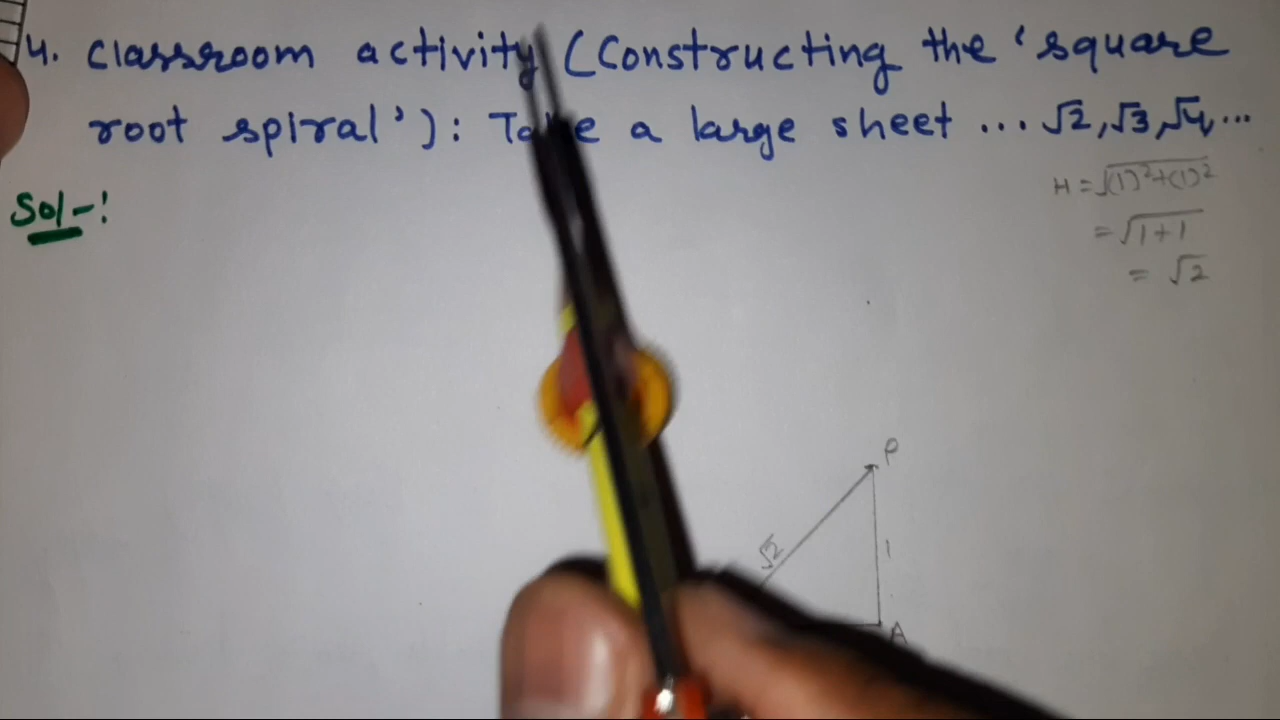 4. Classroom activity (Constructing the 'square
root spiral'): Take a large sheet ... √2, √3, √4, ...
Sol-:
H = √(1)²+(1)²
= √1+1
= √2
P
√2
1
A